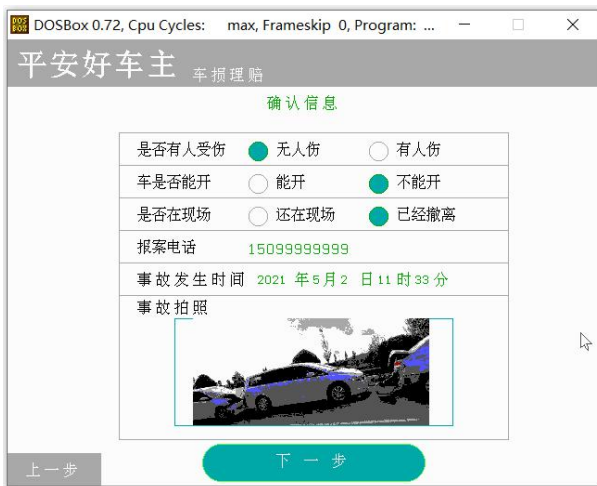 DOSBox 0.72, Cpu Cycles: max, Frameskip 0, Program: ...
平安好车主 车损理赔
确认信息
是否有人受伤 无人伤 有人伤
车是否能开 能开 不能开
是否在现场 还在现场 已经撤离
报案电话 15099999999
事故发生时间 2021 年5月2 日11时33分
事故拍照
下一步
上一步